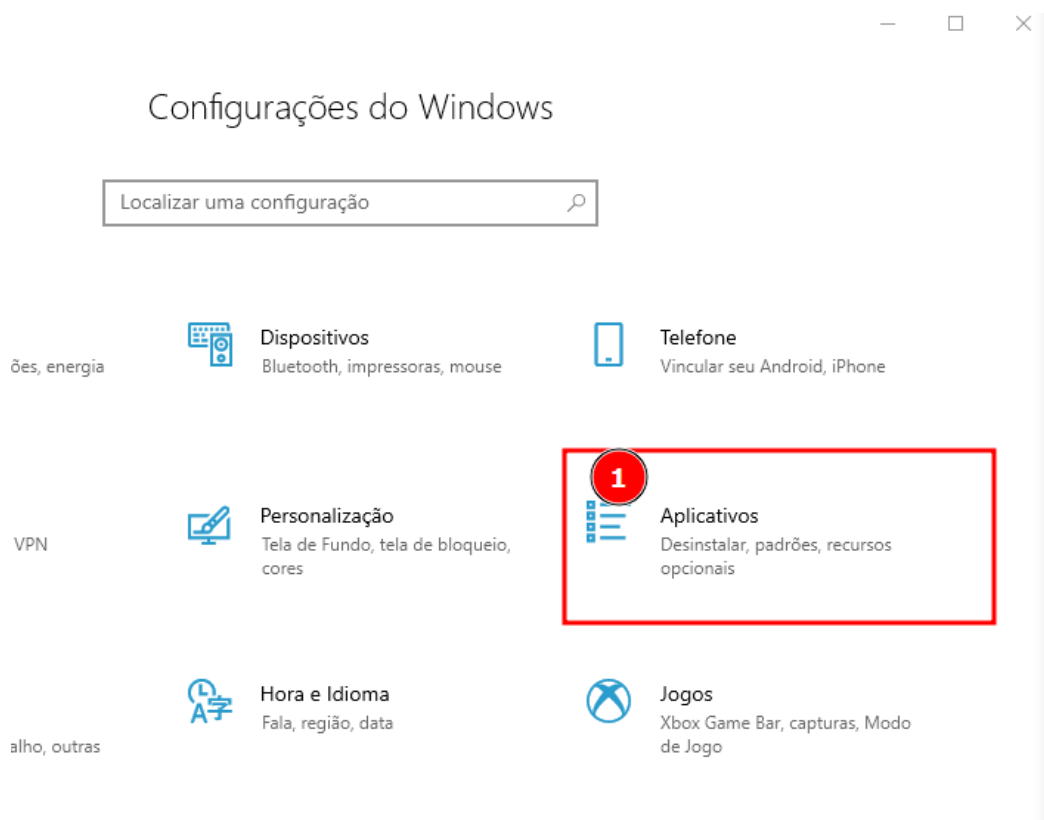 Configurações do Windows
Localizar uma configuração
Dispositivos
Bluetooth, impressoras, mouse
Telefone
Vincular seu Android, iPhone
ões, energia
1
Personalização
Tela de Fundo, tela de bloqueio,
cores
Aplicativos
Desinstalar, padrões, recursos
opcionais
VPN
Hora e Idioma
Fala, região, data
Jogos
Xbox Game Bar, capturas, Modo
de Jogo
alho, outras